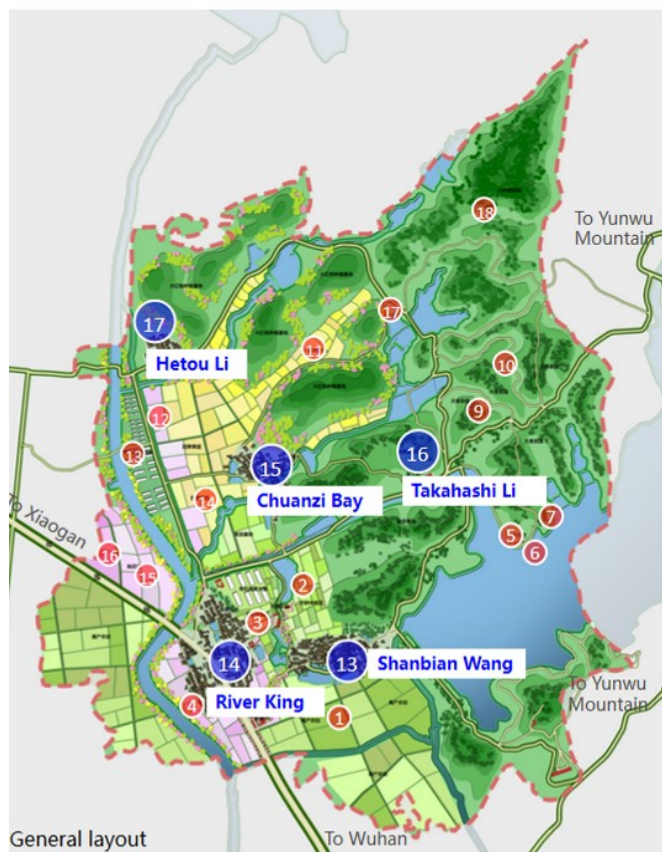 18
To Yunwu
Mountain
17
17
11
10
Hetou Li
12
9
13
16
15
Takahashi Li
14
Chuanzi Bay
To Xiaogan
7
5
6
16
15
2
3
14
13
Shanbian Wang
River King
4
1
To Yunwu
Mountain
General layout
To Wuhan